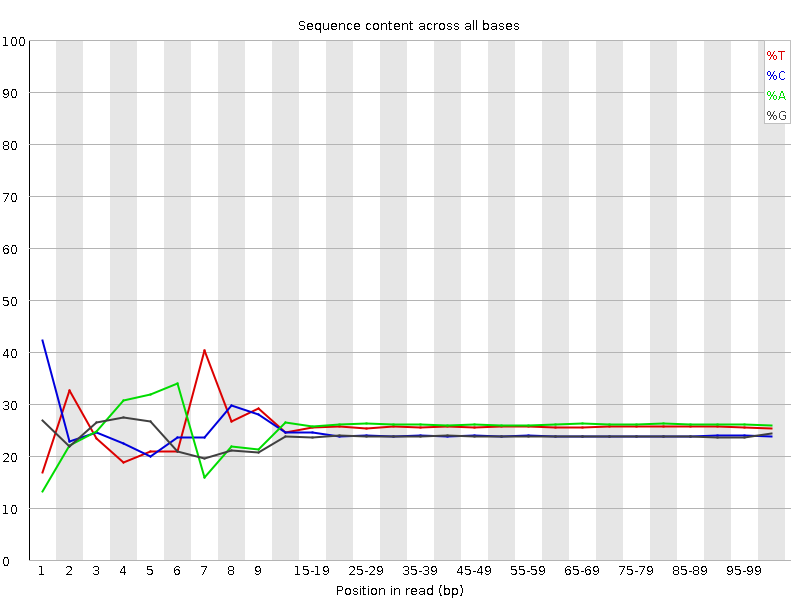 Sequence content across all bases
100
90
80
70
60
50
40
30
20
10
0
%T
%C
%A
%G
1 2 3 4 5 6 7 8 9 15-19 25-29 35-39 45-49 55-59 65-69 75-79 85-89 95-99
Position in read (bp)